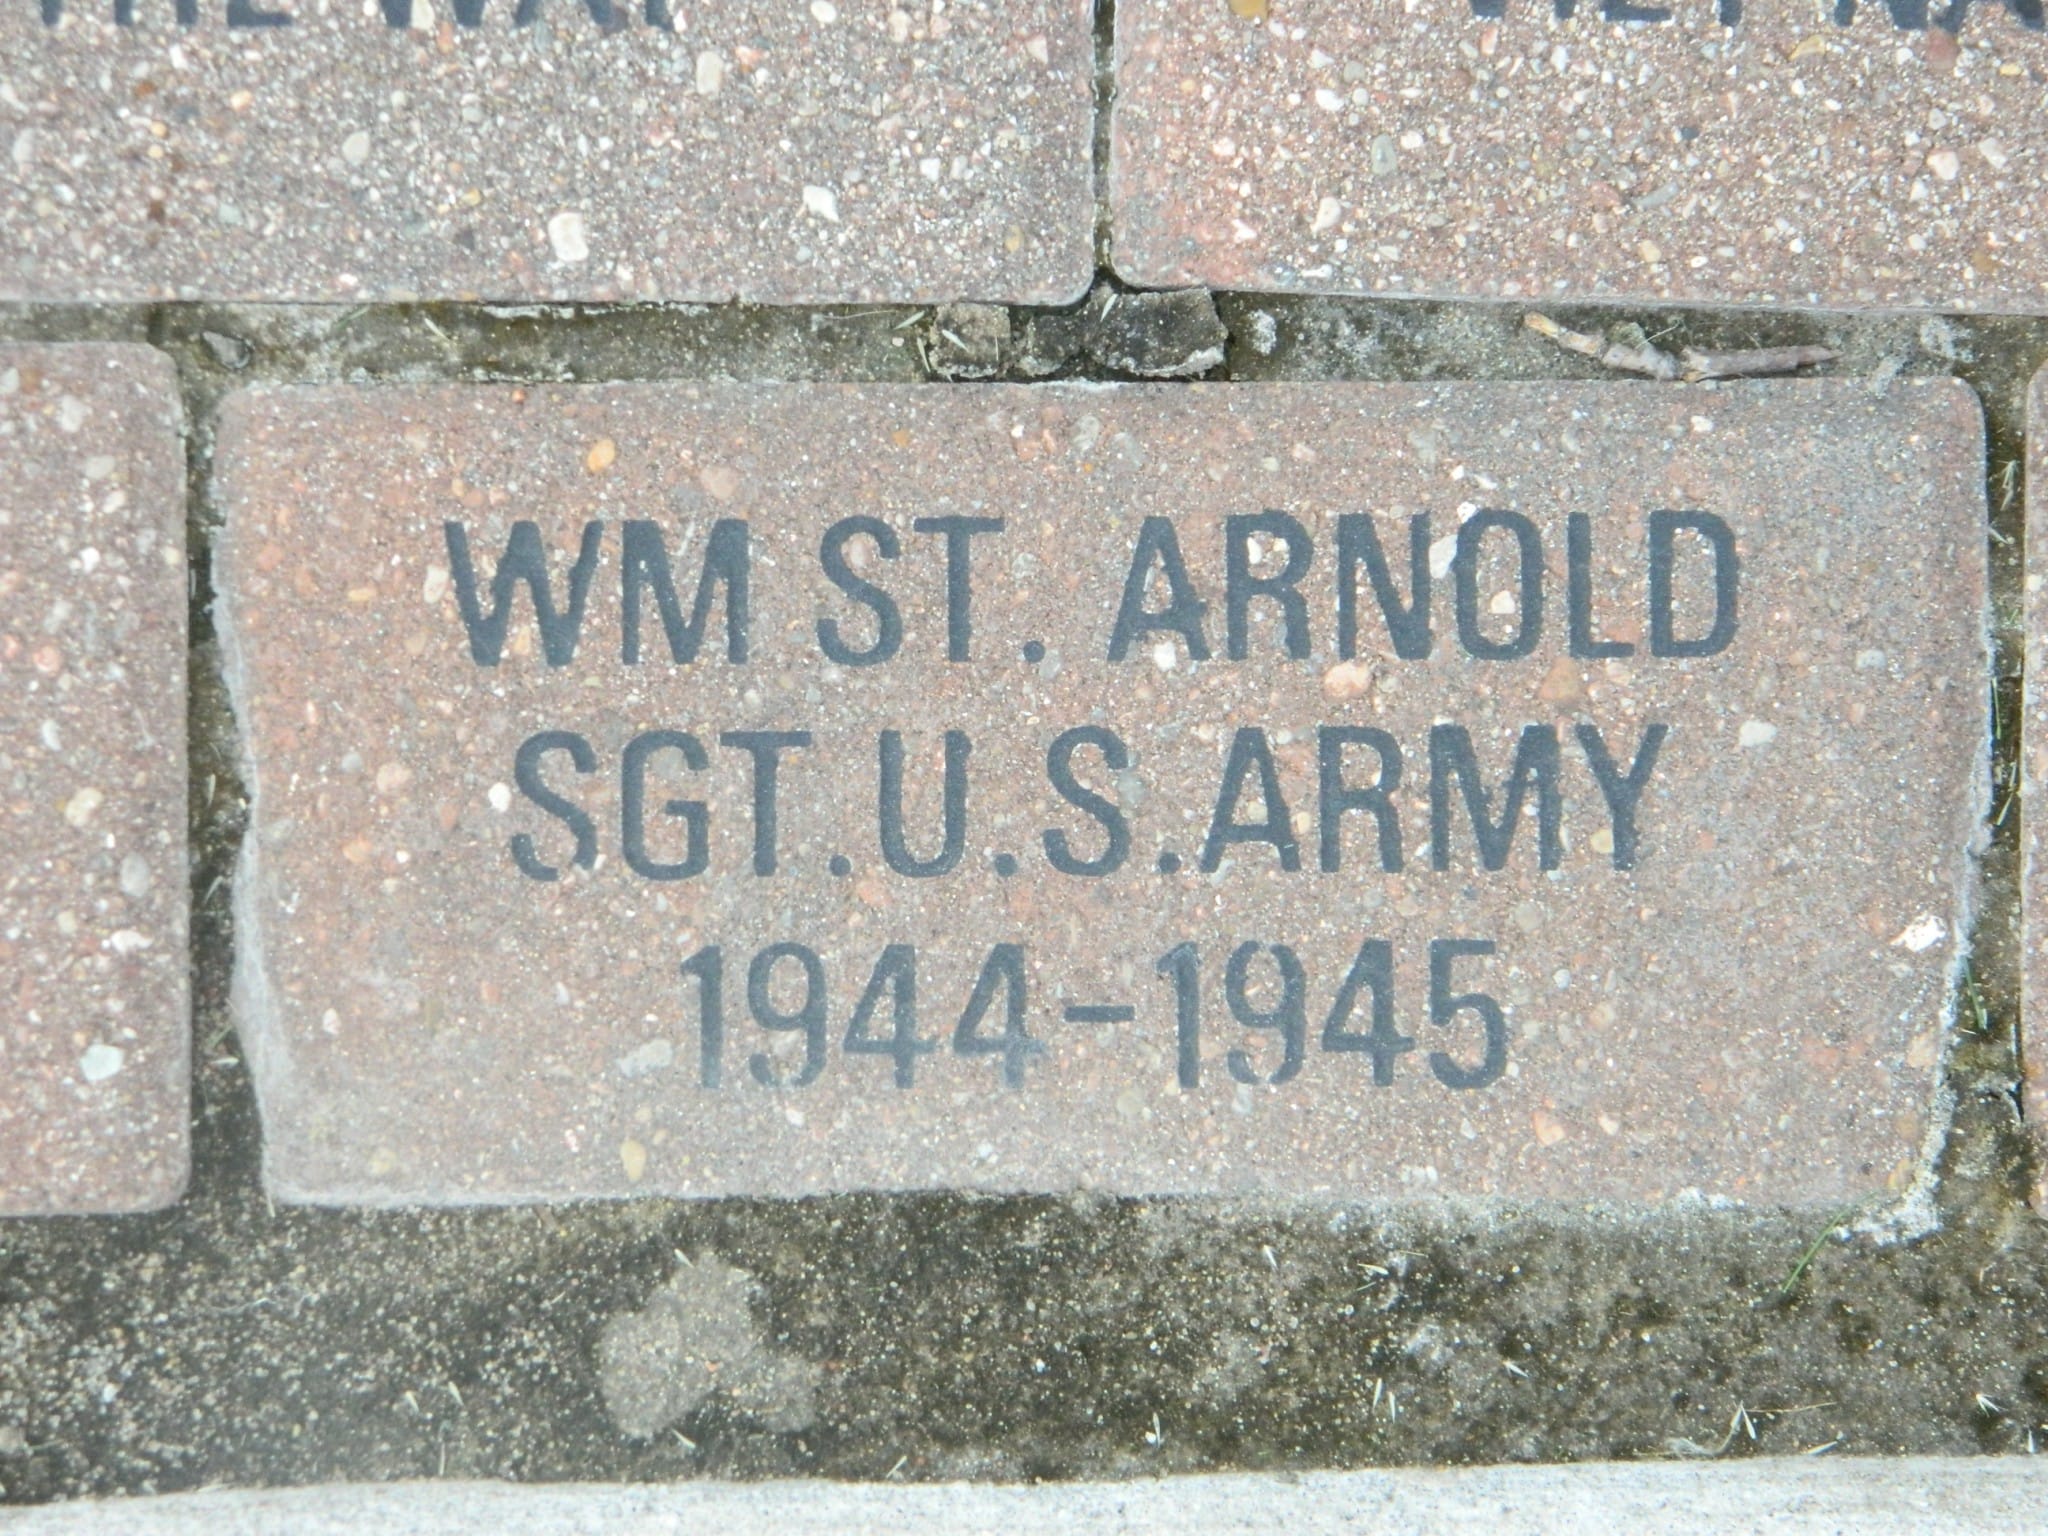 WM ST. ARNOLD
SGT. U.S. ARMY
1944-1945